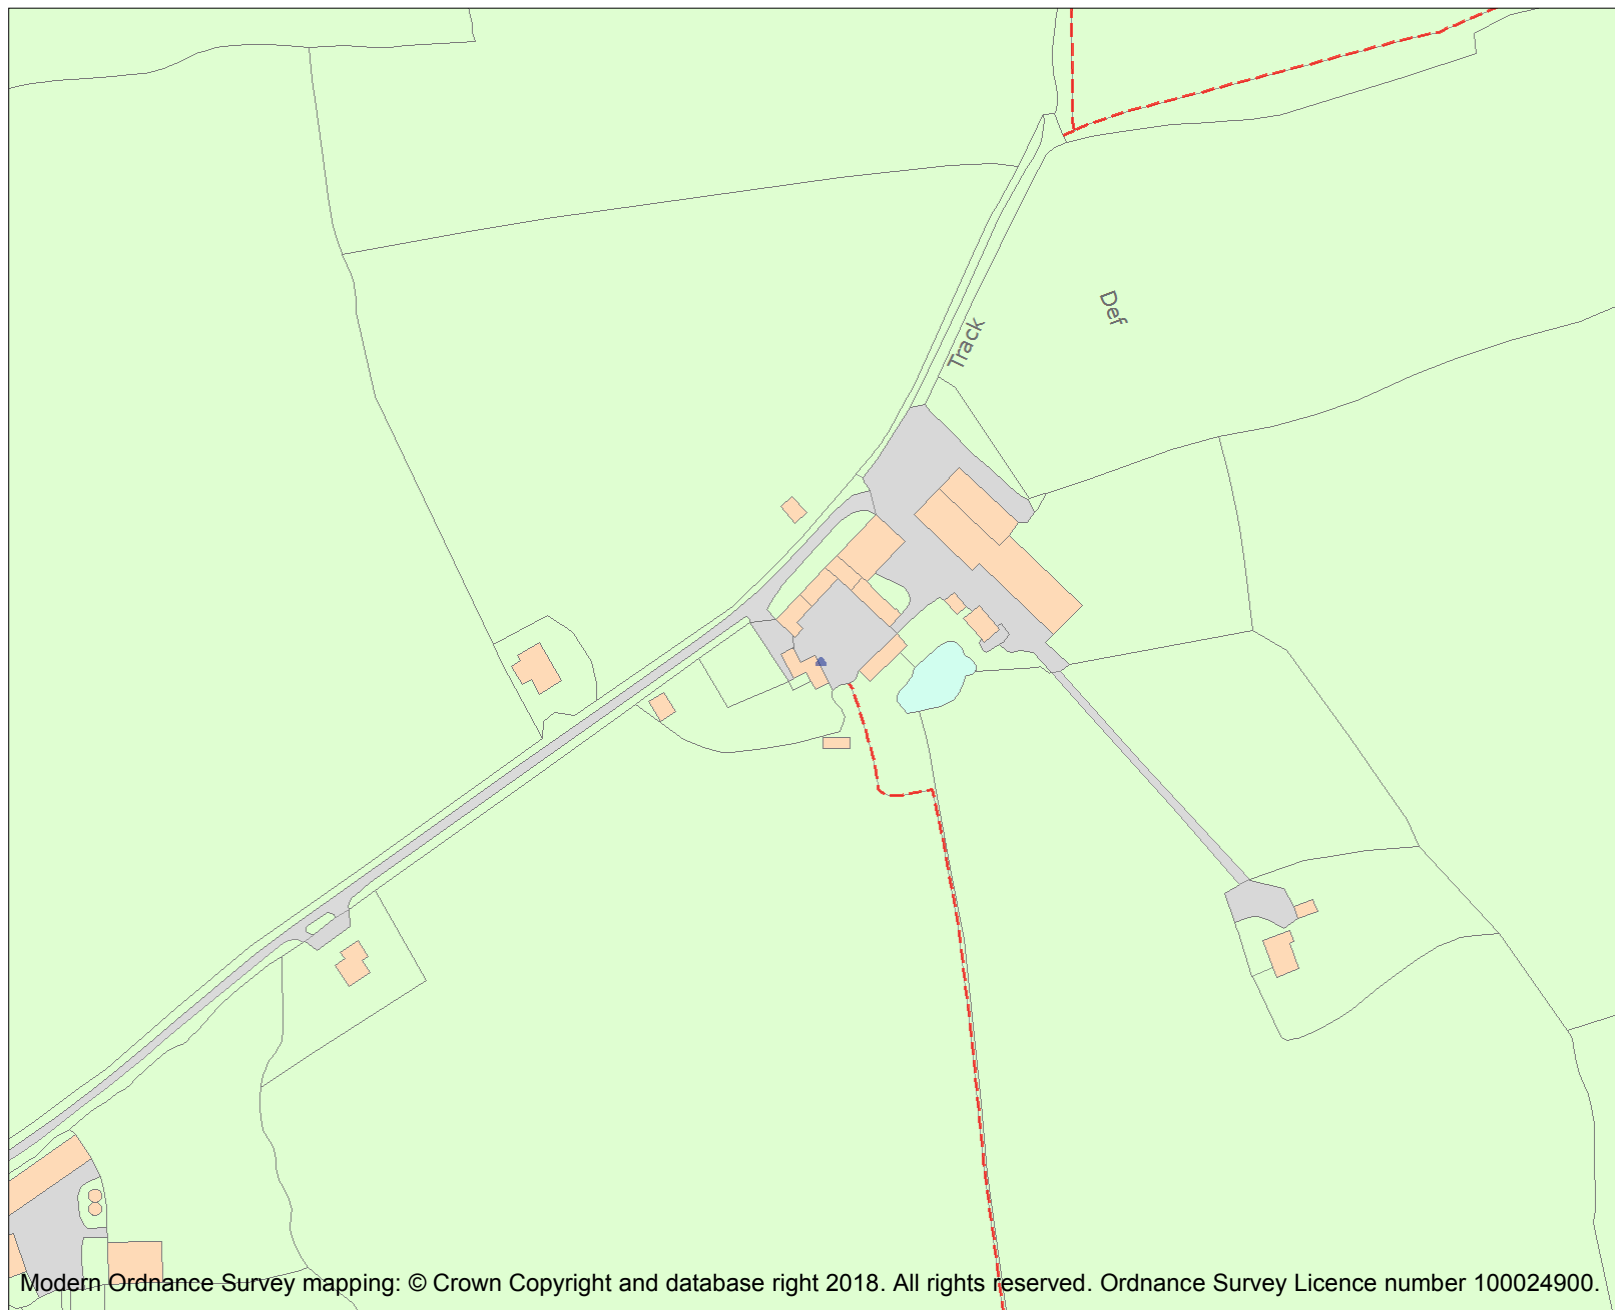 Def
Track
Modern Ordnance Survey mapping: © Crown Copyright and database right 2018. All rights reserved. Ordnance Survey Licence number 100024900.